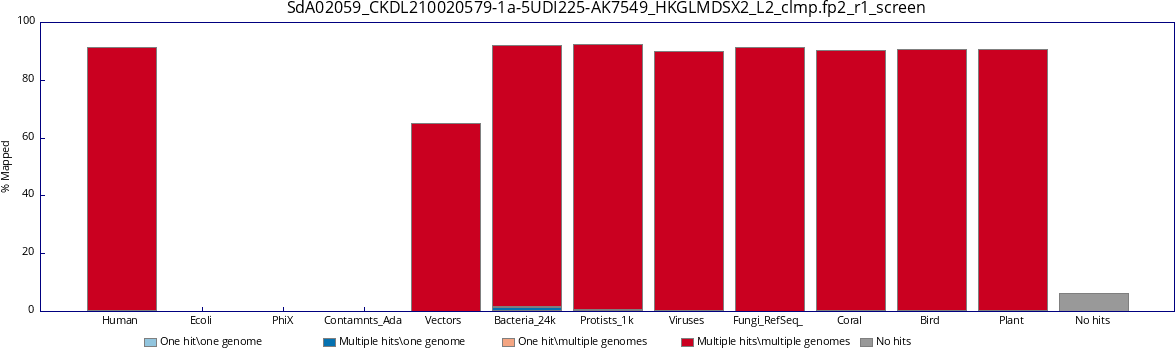 SdA02059_CKDL210020579-1a-5UDI225-AK7549_HKGLMDSX2_L2_clmp.fp2_r1_screen
100
80
60
40
20
0
% Mapped
Human Ecoli PhiX Contamnts_Ada Vectors Bacteria_24k Protists_1k Viruses Fungi_RefSeq_ Coral Bird Plant No hits
One hit\one genome Multiple hits\one genome One hit\multiple genomes Multiple hits\multiple genomes No hits